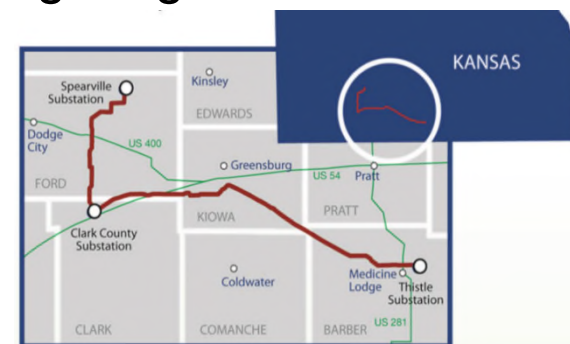 KANSAS
Spearville
Substation
Kinsley
EDWARDS
Dodge
City
US 400
Greensburg
US 54
Pratt
FORD
KIOWA
PRATT
Clark County
Substation
Coldwater
Medicine
Lodge
Thistle
Substation
CLARK
COMANCHE
BARBER
US 281